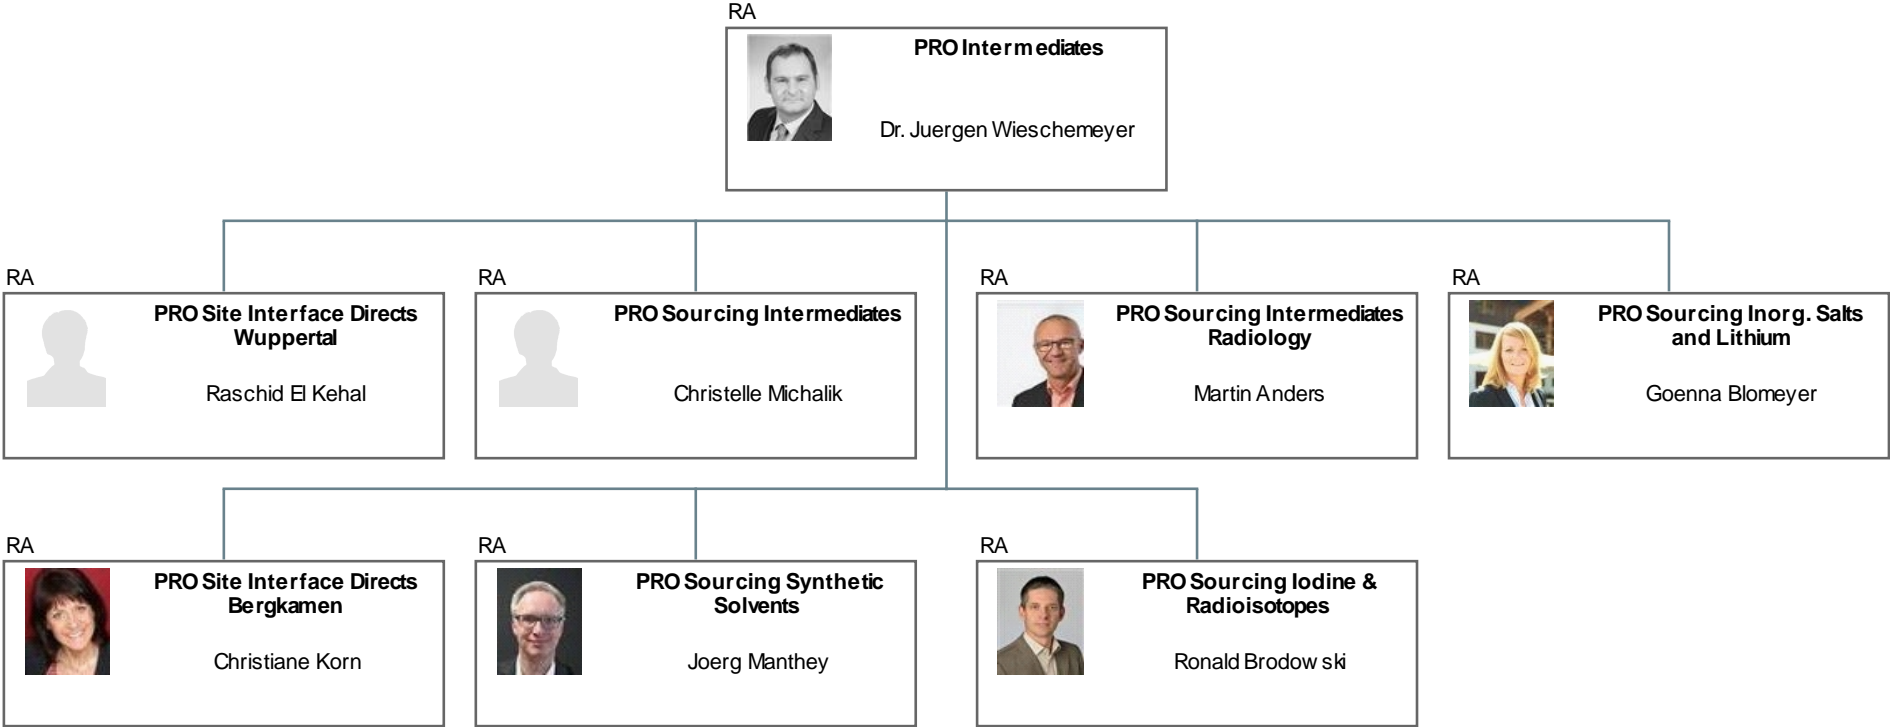 RA
PRO Intermediates
Dr. Juergen Wieschemeyer
RA
PRO Site Interface Directs
Wuppertal
Raschid El Kehal
RA
PRO Sourcing Intermediates
Christelle Michalik
RA
PRO Sourcing Intermediates
Radiology
Martin Anders
RA
PRO Sourcing Inorg. Salts
and Lithium
Goenna Blomeyer
RA
PRO Site Interface Directs
Bergkamen
Christiane Korn
RA
PRO Sourcing Synthetic
Solvents
Joerg Manthey
RA
PRO Sourcing Iodine &
Radioisotopes
Ronald Brodowski